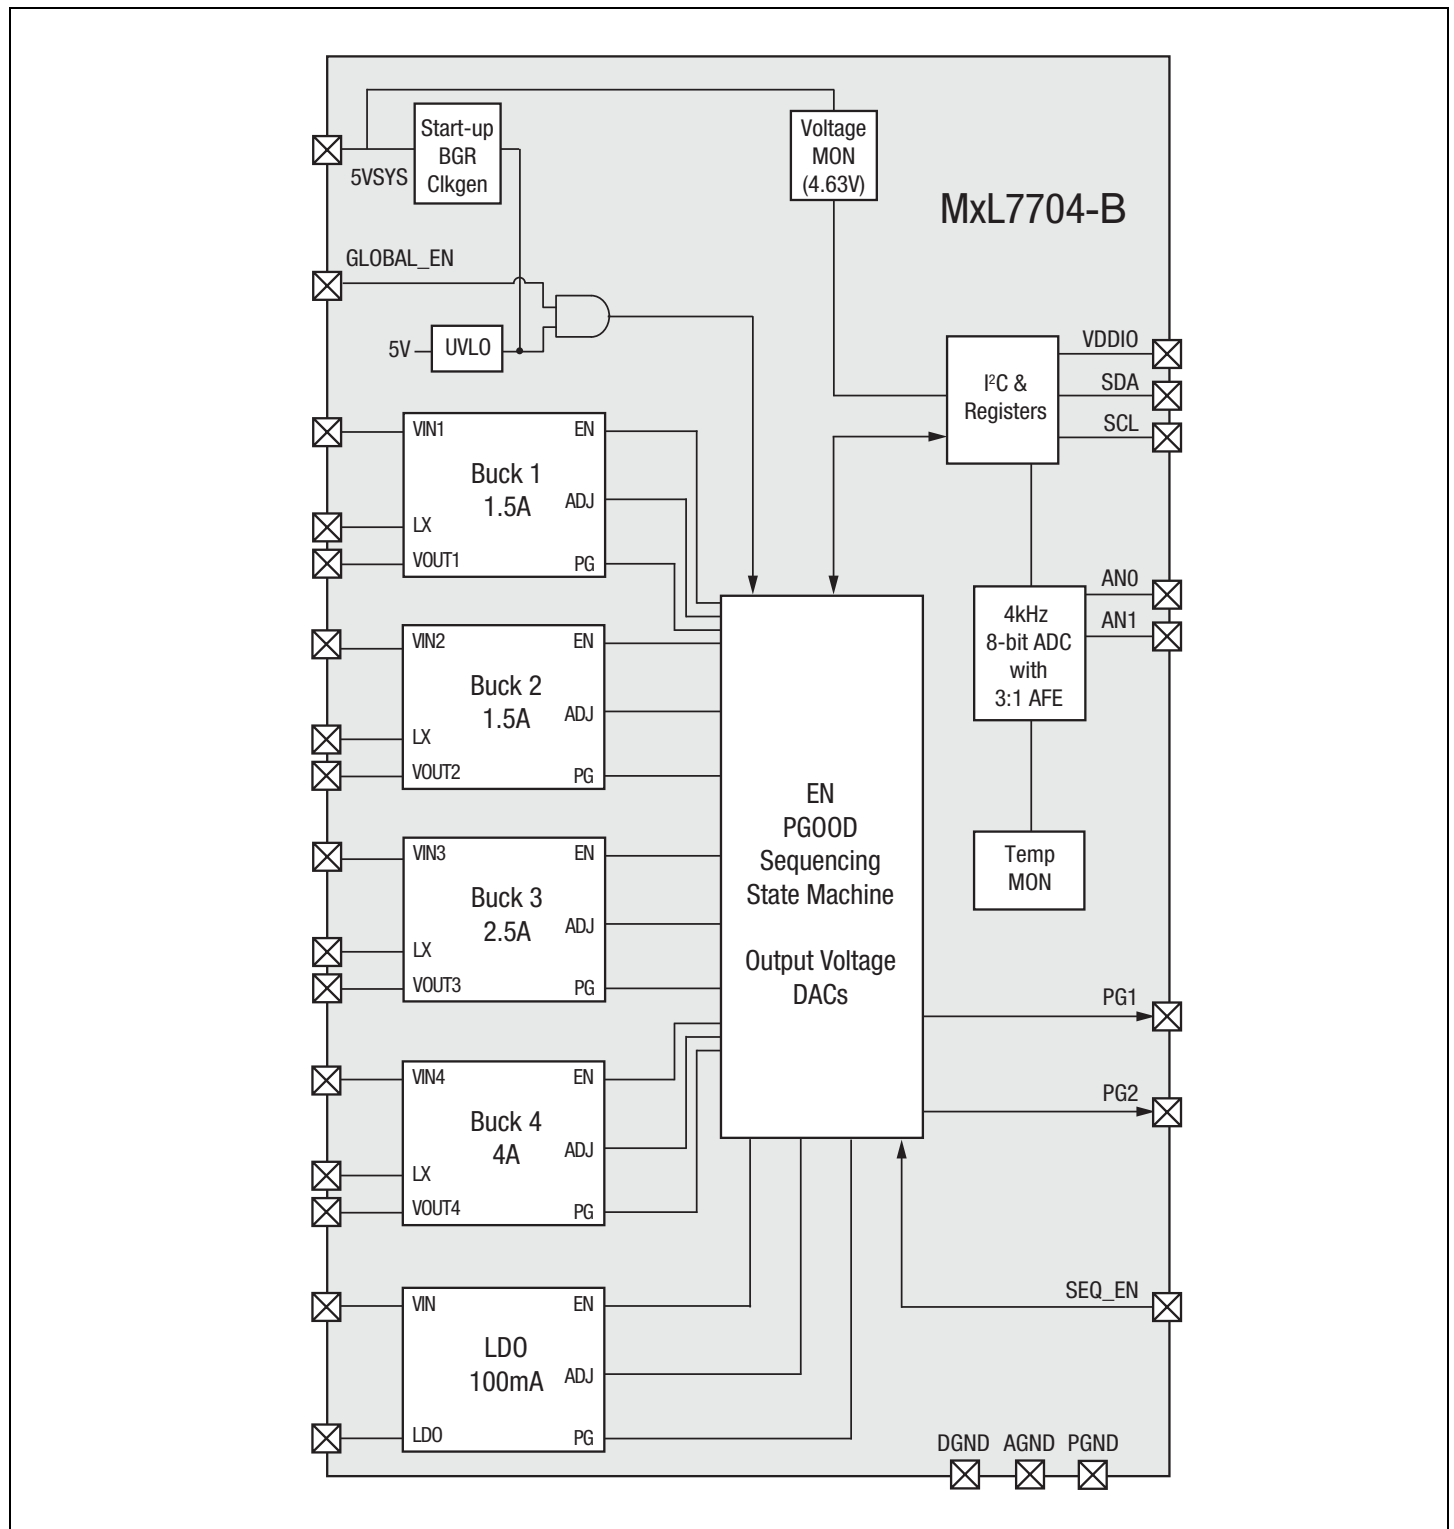 Start-up
BGR
Clkgen
5VSYS
Voltage
MON
(4.63V)
MxL7704-B
GLOBAL_EN
5V
UVLO
I²C &
Registers
VDDIO
SDA
SCL
VIN1
EN
Buck 1
1.5A
ADJ
LX
VOUT1
PG
4kHz
8-bit ADC
with
3:1 AFE
AN0
AN1
VIN2
EN
Buck 2
1.5A
ADJ
LX
VOUT2
PG
EN
PGOOD
Sequencing
State Machine
Output Voltage
DACs
Temp
MON
VIN3
EN
Buck 3
2.5A
ADJ
LX
VOUT3
PG
PG1
PG2
VIN4
EN
Buck 4
4A
ADJ
LX
VOUT4
PG
SEQ_EN
VIN
EN
LDO
100mA
ADJ
LDO
PG
DGND AGND PGND